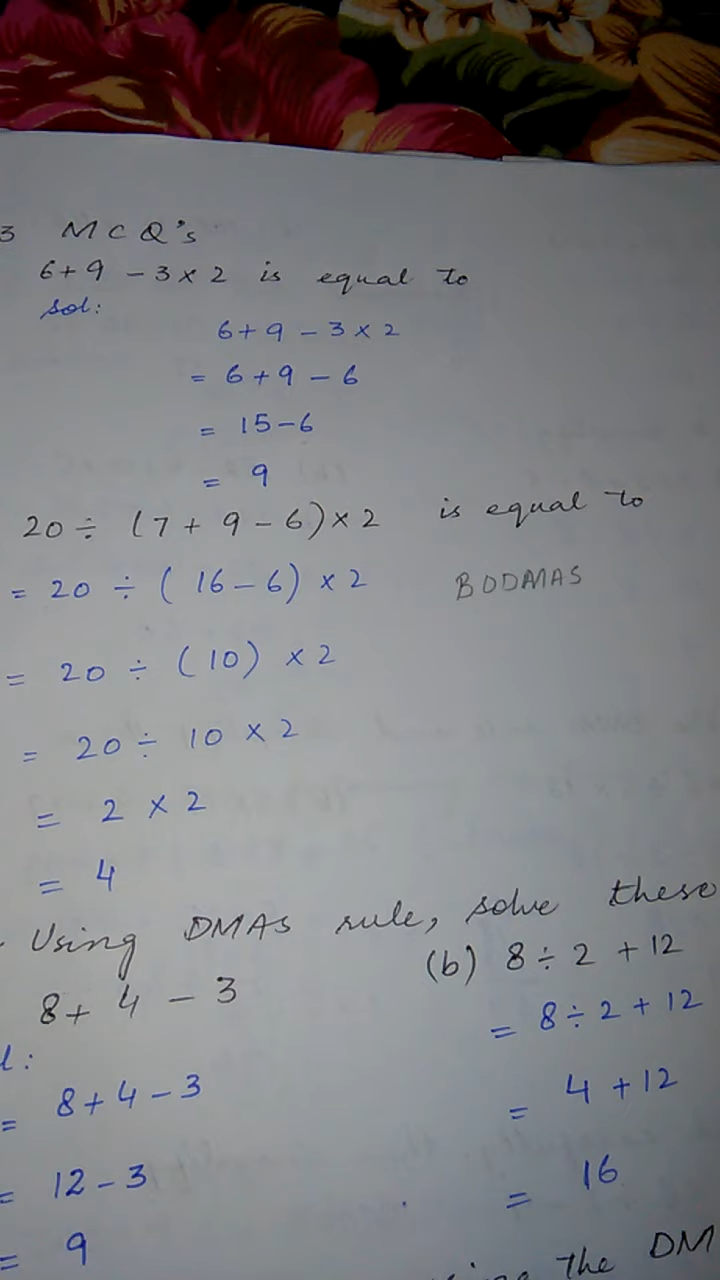 3 MCQ's
6+9 - 3×2 is equal to
Sol:
6+9 - 3×2
= 6+9 - 6
= 15-6
= 9
20 ÷ (7 + 9 - 6)×2 is equal to
= 20 ÷ ( 16 - 6) × 2 BODMAS
= 20 ÷ (10) ×2
= 20 ÷ 10 × 2
= 2 × 2
= 4
Using DMAS rule, solve these
8+ 4 - 3
l:
= 8+4-3
= 12-3
= 9
(b) 8 ÷ 2 + 12
= 8 ÷ 2 + 12
= 4 + 12
= 16
the DM